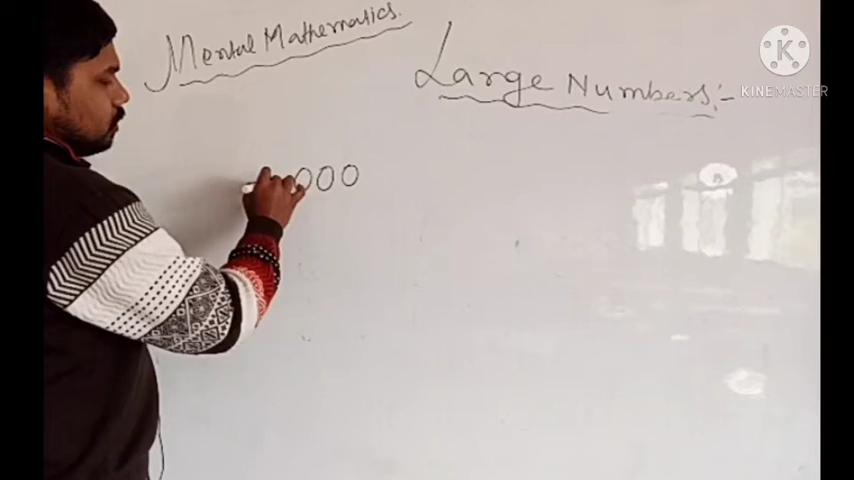 Mental Mathematics.
Large Numbers:-
000
K
KINEMASTER